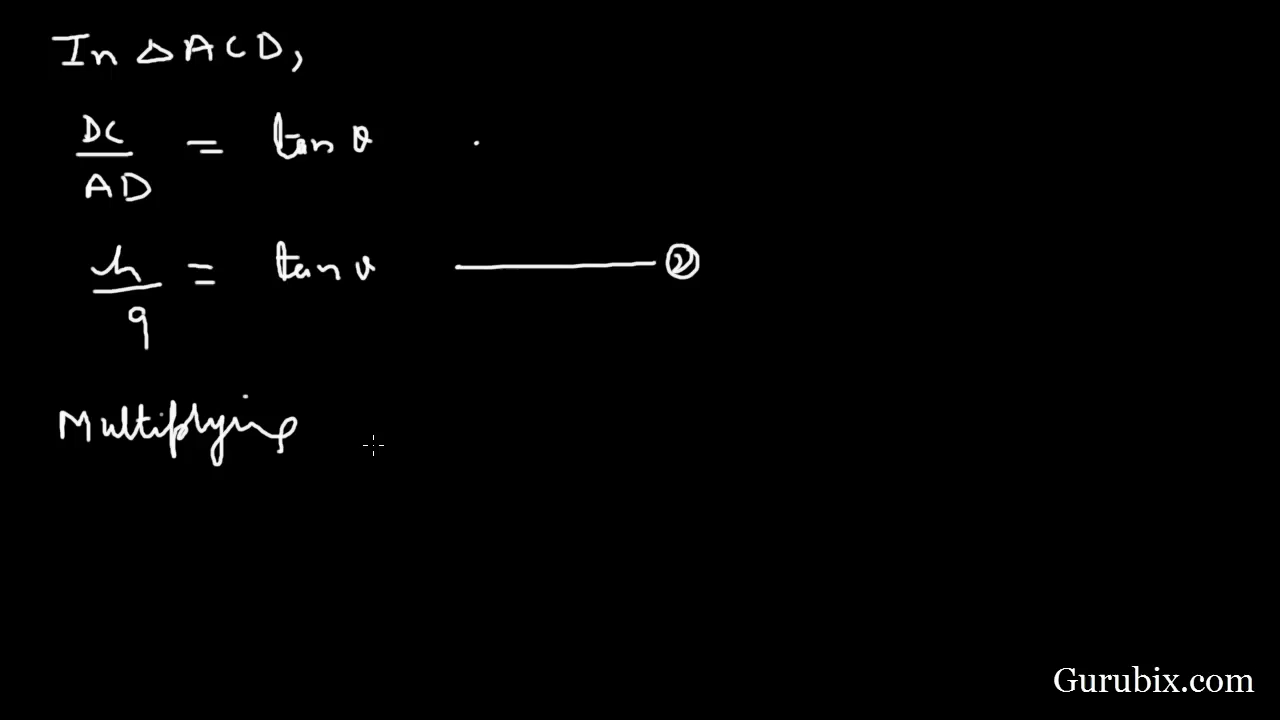 In △ACD,
DC/AD = tan θ
h/9 = tan θ ——— ②
Multiplying
Gurubix.com